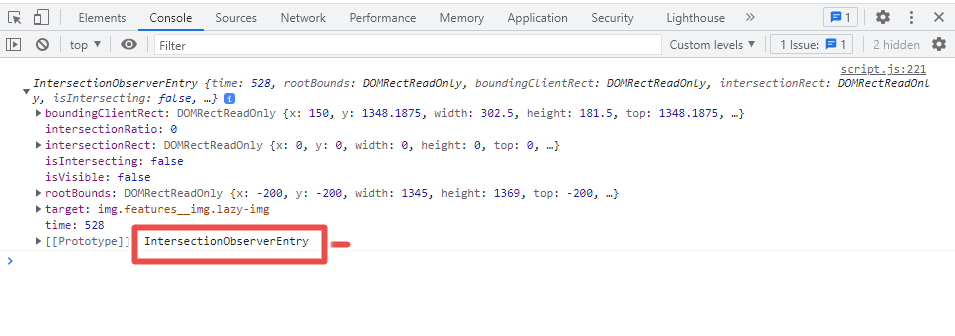 Elements Console Sources Network Performance Memory Application Security Lighthouse » 1
top ▼ Filter Custom levels ▼ 1 Issue: 1 2 hidden
script.js:221
IntersectionObserverEntry {time: 528, rootBounds: DOMRectReadOnly, boundingClientRect: DOMRectReadOnly, intersectionRect: DOMRectReadOnl
y, isIntersecting: false, …} i
boundingClientRect: DOMRectReadOnly {x: 150, y: 1348.1875, width: 302.5, height: 181.5, top: 1348.1875, …}
intersectionRatio: 0
intersectionRect: DOMRectReadOnly {x: 0, y: 0, width: 0, height: 0, top: 0, …}
isIntersecting: false
isVisible: false
rootBounds: DOMRectReadOnly {x: -200, y: -200, width: 1345, height: 1369, top: -200, …}
target: img.features__img.lazy-img
time: 528
[[Prototype]] IntersectionObserverEntry